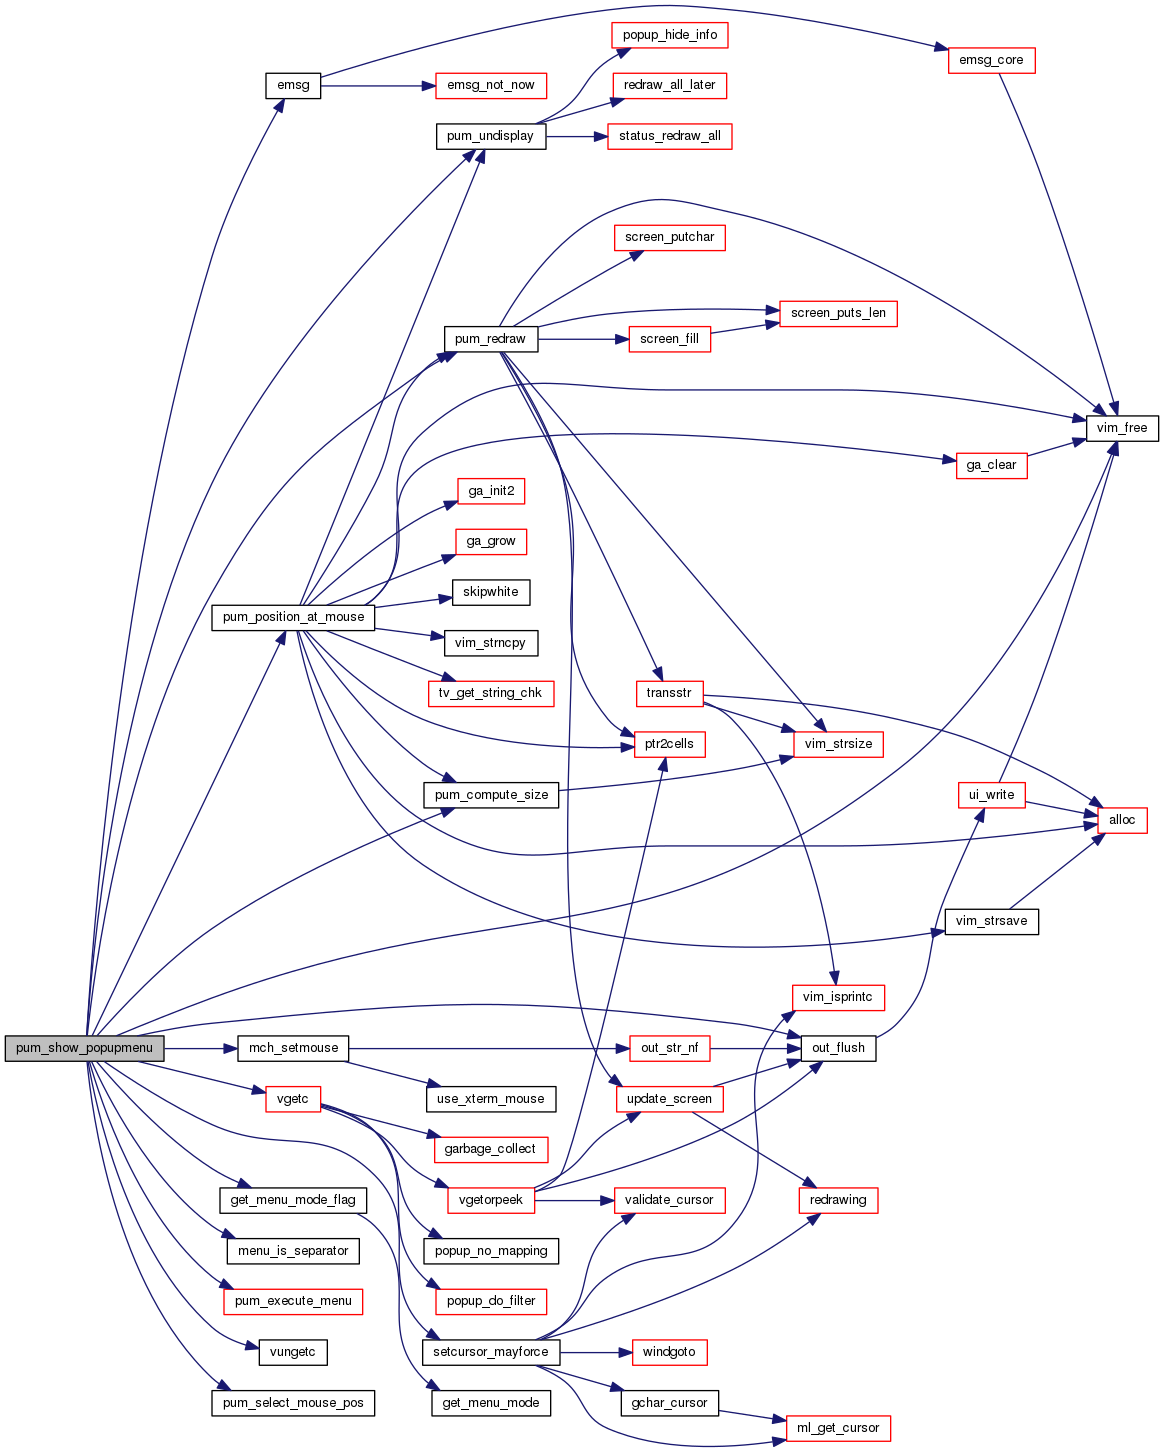 popup_hide_info
emsg_core
emsg
emsg_not_now
redraw_all_later
pum_undisplay
status_redraw_all
screen_putchar
screen_puts_len
pum_redraw
screen_fill
vim_free
ga_clear
ga_init2
ga_grow
skipwhite
pum_position_at_mouse
vim_strncpy
tv_get_string_chk
transstr
ptr2cells
vim_strsize
pum_compute_size
ui_write
alloc
vim_strsave
vim_isprintc
pum_show_popupmenu
mch_setmouse
out_str_nf
out_flush
vgetc
use_xterm_mouse
update_screen
garbage_collect
get_menu_mode_flag
vgetorpeek
validate_cursor
redrawing
menu_is_separator
popup_no_mapping
pum_execute_menu
popup_do_filter
vungetc
setcursor_mayforce
windgoto
pum_select_mouse_pos
get_menu_mode
gchar_cursor
ml_get_cursor